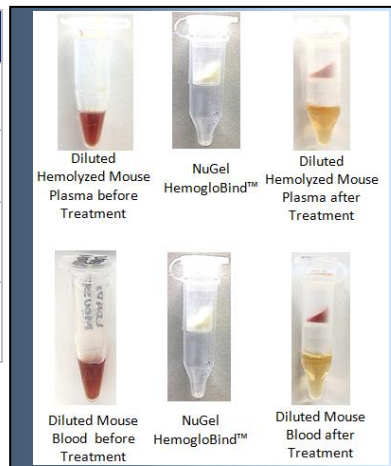 Diluted
Hemolyzed Mouse
Plasma before
Treatment
NuGel
HemogloBind™
Diluted
Hemolyzed Mouse
Plasma after
Treatment
Diluted Mouse
Blood before
Treatment
NuGel
HemogloBind™
Diluted Mouse
Blood after
Treatment